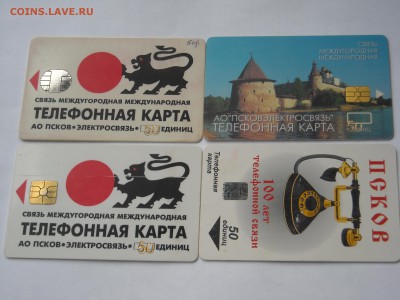 COINS.LAVE.RU
СВЯЗЬ МЕЖДУГОРОДНАЯ МЕЖДУНАРОДНАЯ
ТЕЛЕФОННАЯ КАРТА
АО ПСКОВ•ЭЛЕКТРОСВЯЗЬ•50 ЕДИНИЦ
СВЯЗЬ
МЕЖДУГОРОДНАЯ
МЕЖДУНАРОДНАЯ
АО"ПСКОВЭЛЕКТРОСВЯЗЬ"
ТЕЛЕФОННАЯ КАРТА
50
СВЯЗЬ МЕЖДУГОРОДНАЯ МЕЖДУНАРОДНАЯ
ТЕЛЕФОННАЯ КАРТА
АО ПСКОВ•ЭЛЕКТРОСВЯЗЬ•50 ЕДИНИЦ
ПСКОВ
100 ЛЕТ
ТЕЛЕФОННОЙ СВЯЗИ
Телефонная
карта
50
единиц